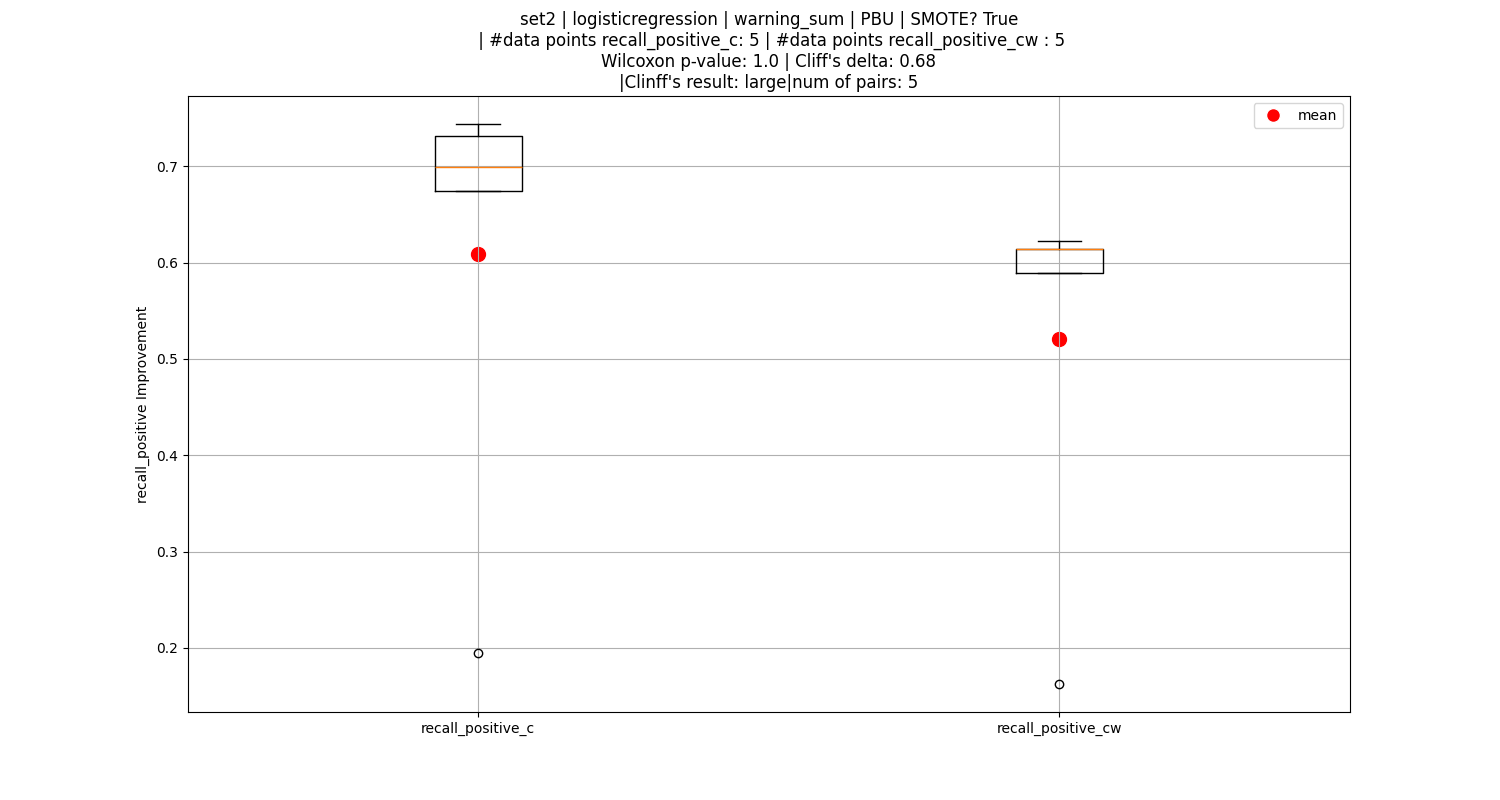 set2 | logisticregression | warning_sum | PBU | SMOTE? True
| #data points recall_positive_c: 5 | #data points recall_positive_cw : 5
Wilcoxon p-value: 1.0 | Cliff's delta: 0.68
|Clinff's result: large|num of pairs: 5
mean
recall_positive Improvement
0.7
0.6
0.5
0.4
0.3
0.2
recall_positive_c
recall_positive_cw